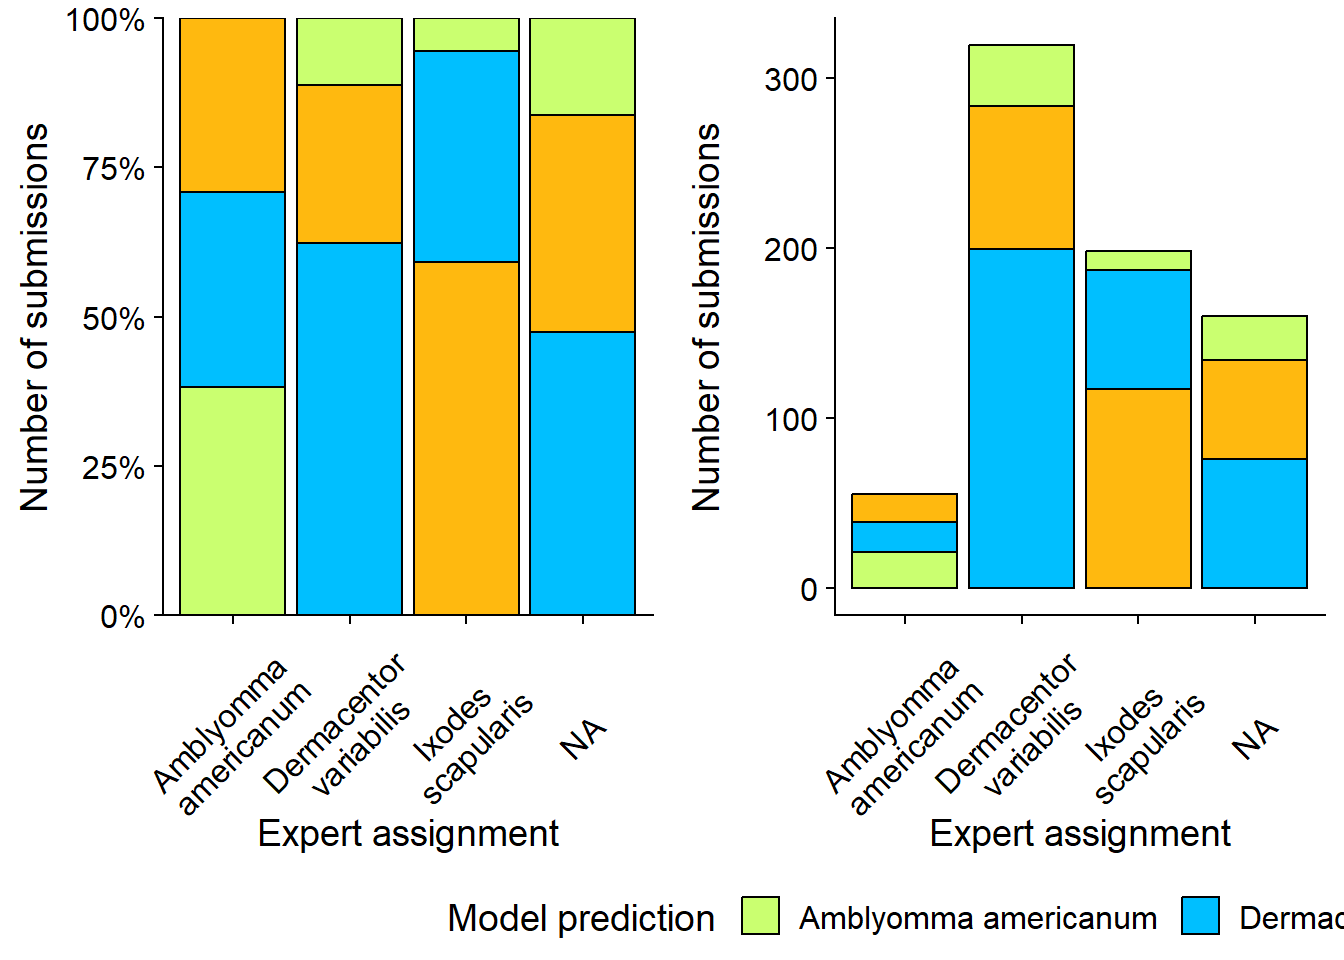 Number of submissions
100%
75%
50%
25%
0%
Amblyomma
americanum
Dermacentor
variabilis
Ixodes
scapularis
NA
Expert assignment
Number of submissions
300
200
100
0
Amblyomma
americanum
Dermacentor
variabilis
Ixodes
scapularis
NA
Expert assignment
Model prediction Amblyomma americanum Dermac